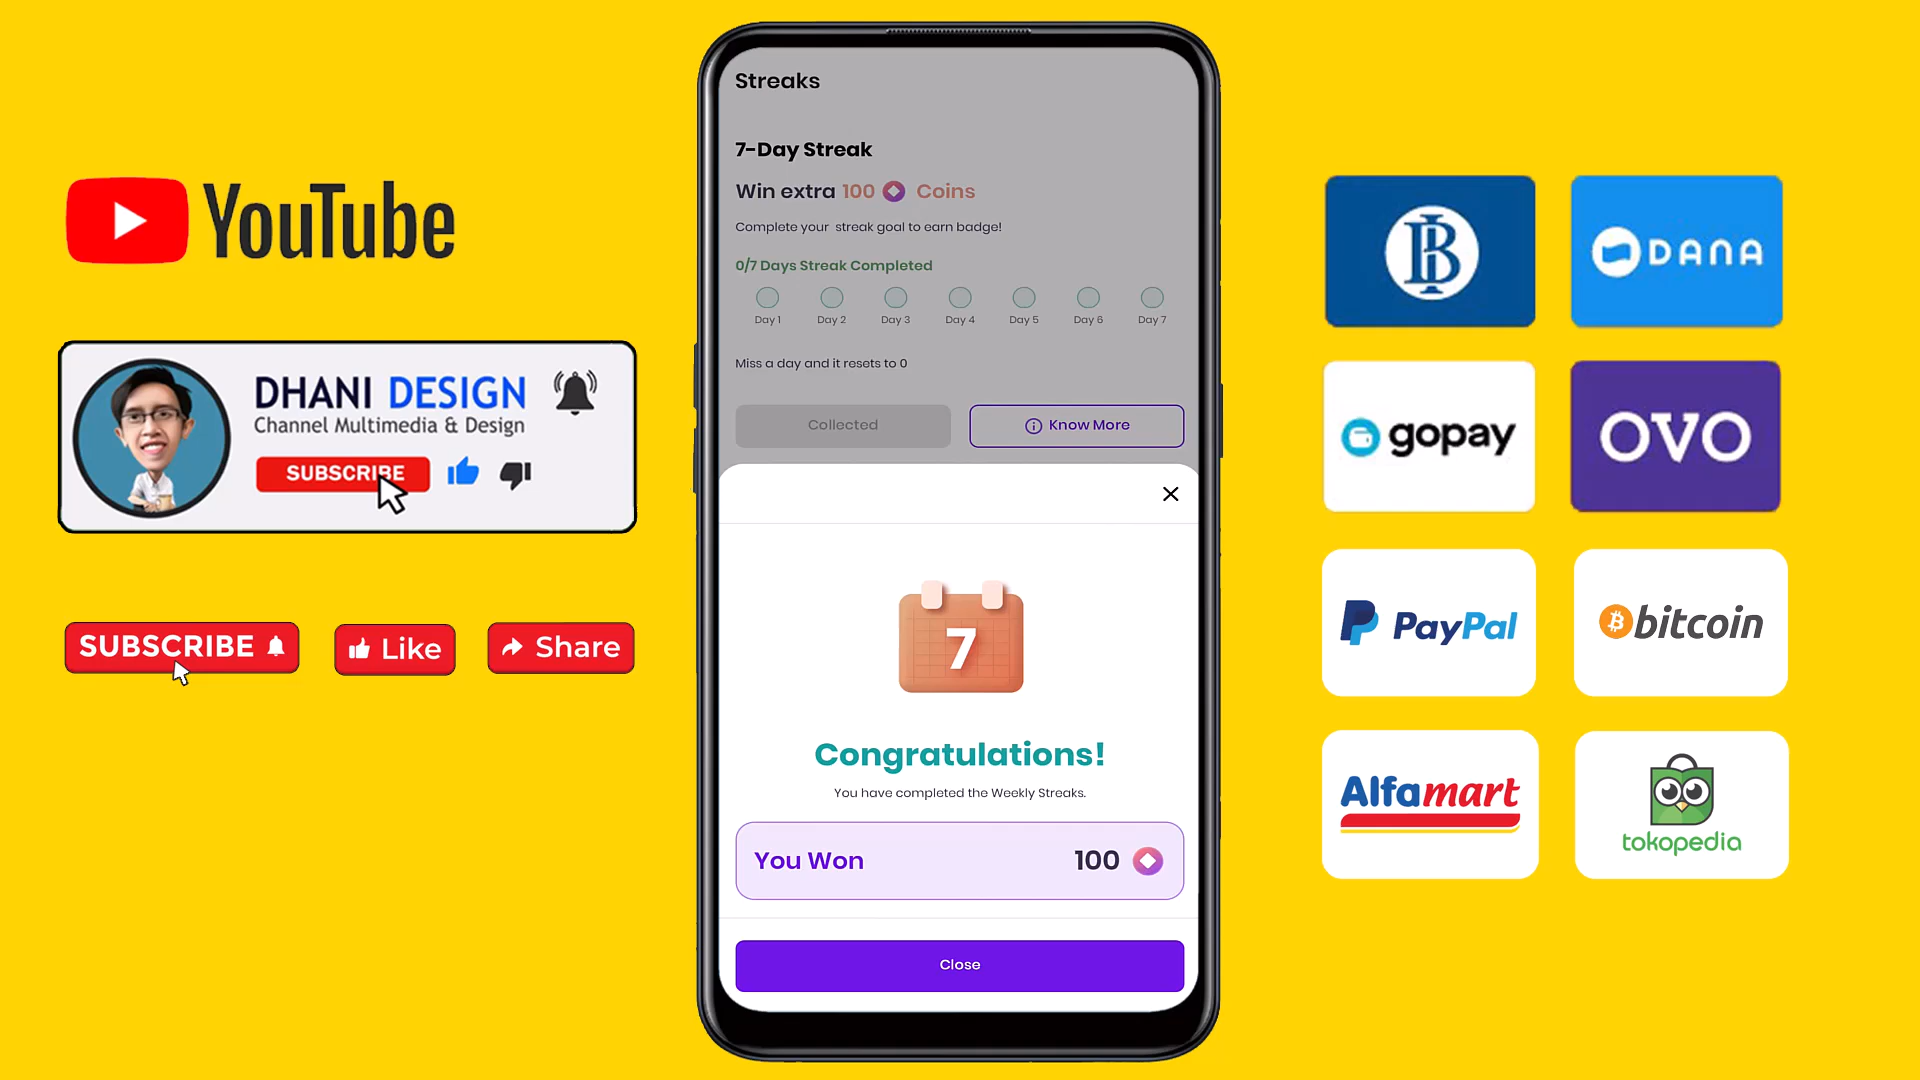 YouTube
DHANI DESIGN
Channel Multimedia & Design
SUBSCRIBE
SUBSCRIBE
Like
Share
Streaks
7-Day Streak
Win extra 100 Coins
Complete your streak goal to earn badge!
0/7 Days Streak Completed
Day 1 Day 2 Day 3 Day 4 Day 5 Day 6 Day 7
Miss a day and it resets to 0
Collected
Know More
7
Congratulations!
You have completed the Weekly Streaks.
You Won 100
Close
BI
DANA
gopay
OVO
PayPal
bitcoin
Alfamart
tokopedia